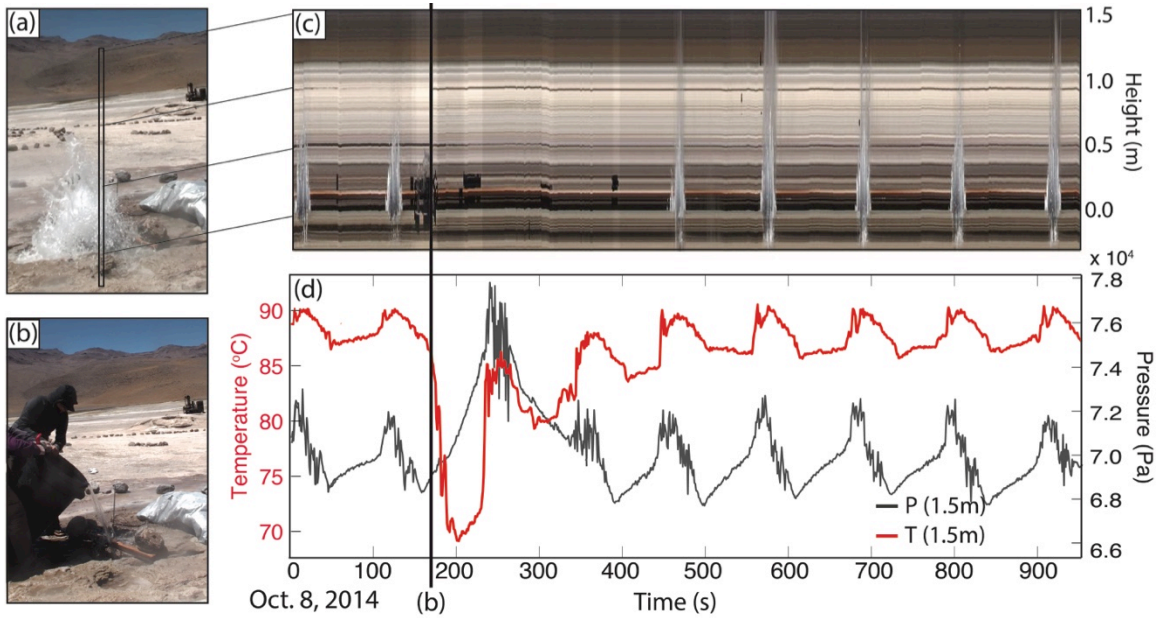 (a)
(b)
(c)
1.5
1.0
0.5
0.0
Height (m)
x 10⁴
(d)
90
85
80
75
70
Temperature (°C)
7.8
7.6
7.4
7.2
7.0
6.8
6.6
Pressure (Pa)
P (1.5m)
T (1.5m)
0 100 200 300 400 500 600 700 800 900
Oct. 8, 2014 (b) Time (s)